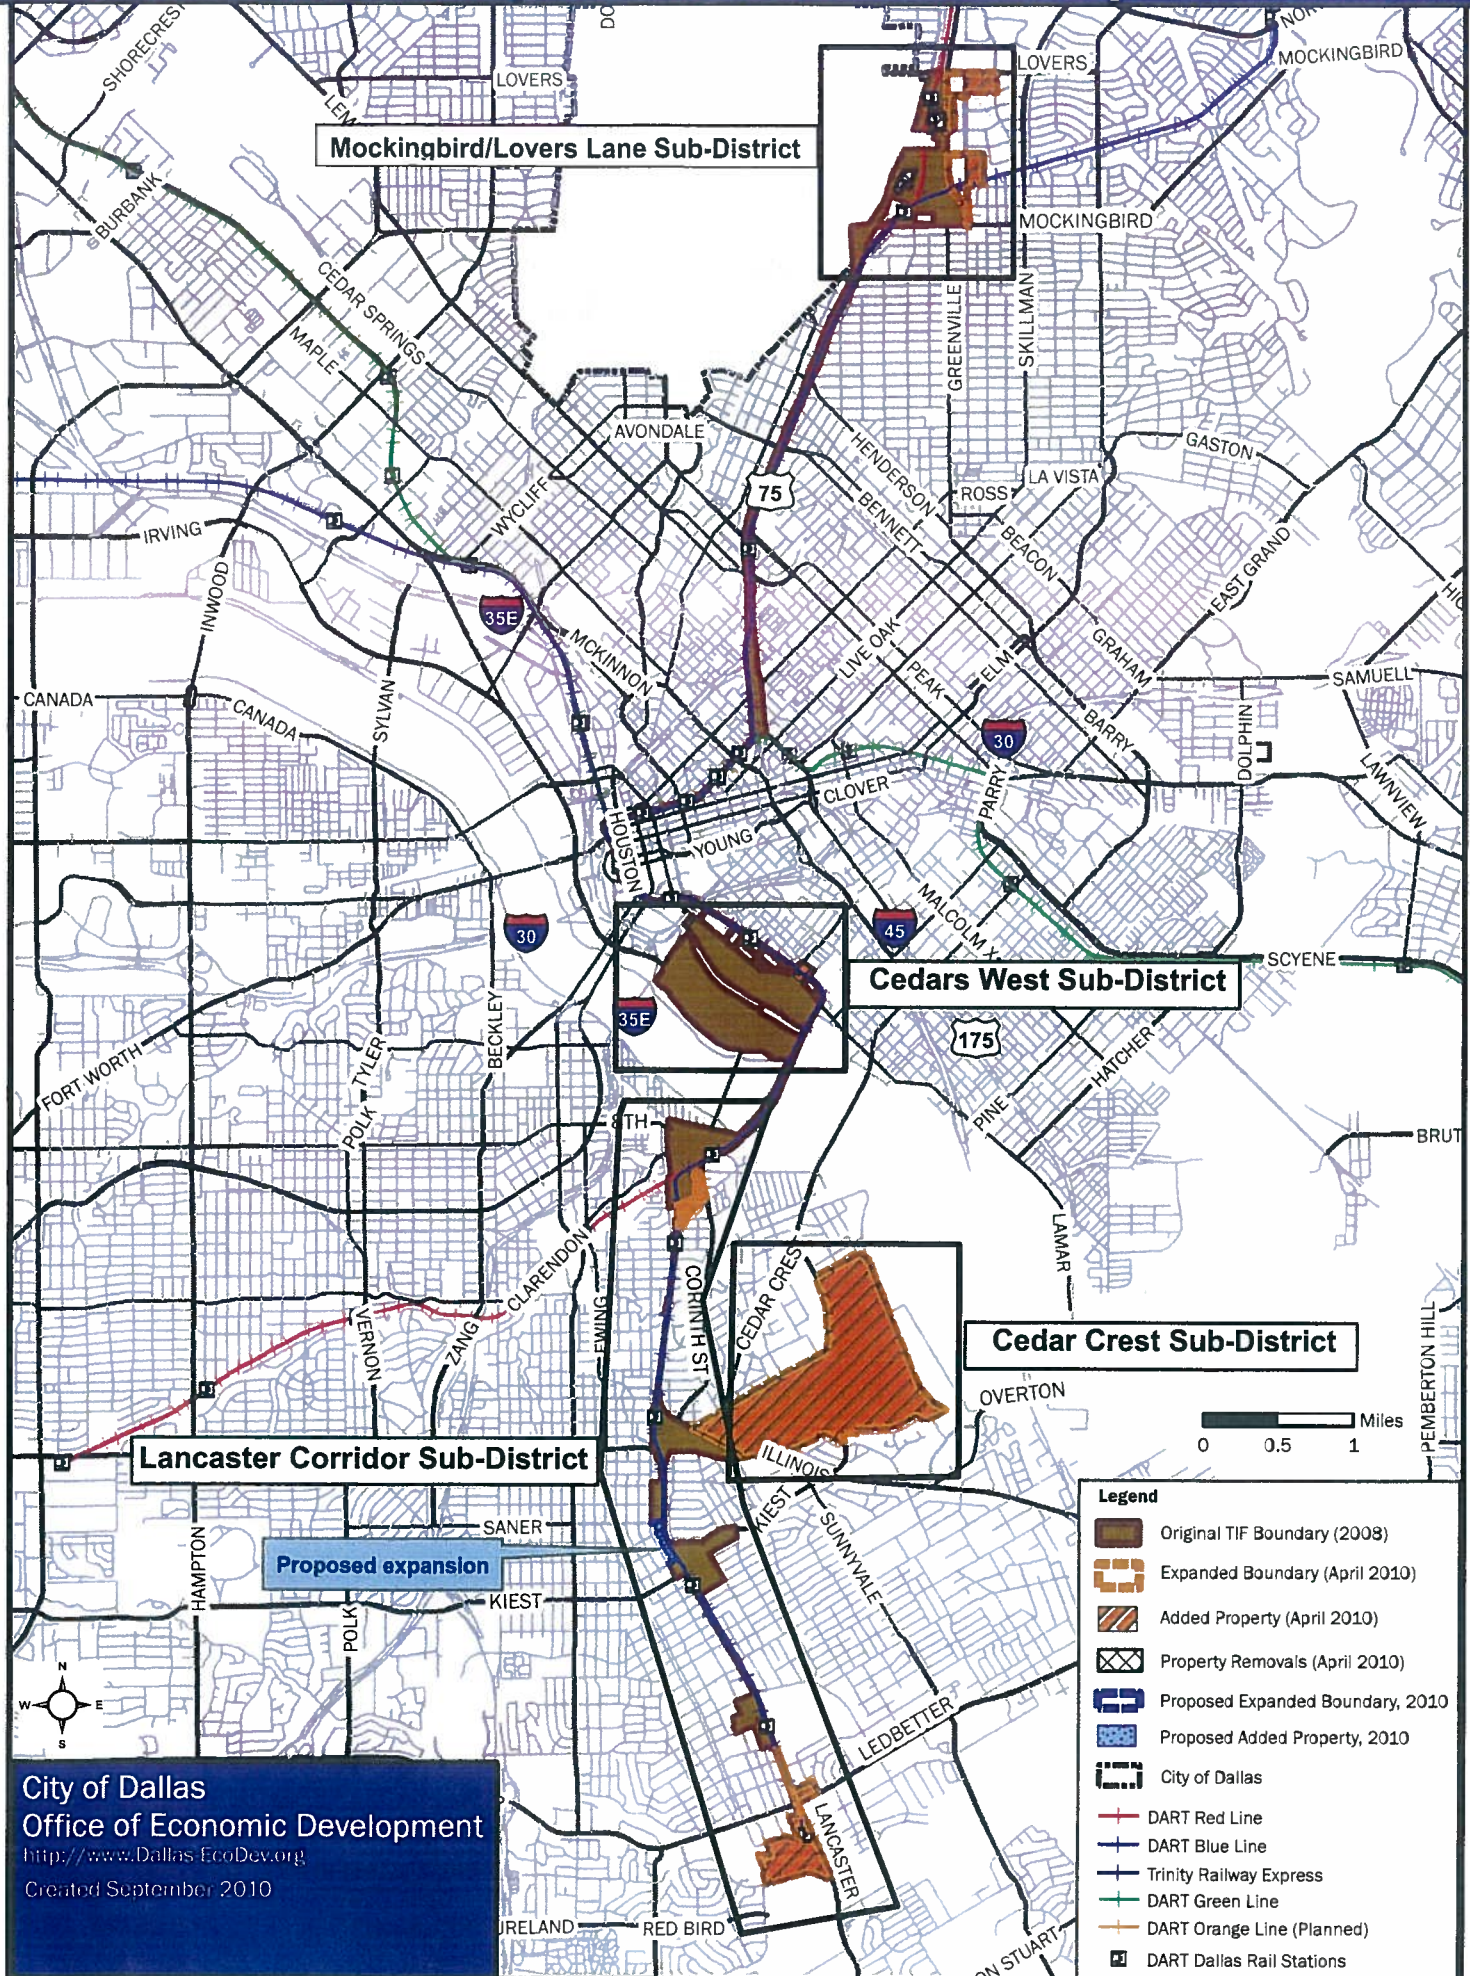 SHORECREST
LOVERS
LOVERS
MOCKINGBIRD
Mockingbird/Lovers Lane Sub-District
BURBANK
MOCKINGBIRD
CEDAR SPRINGS
MAPLE
GREENVILLE
SKILLMAN
AVONDALE
HENDERSON
GASTON
LA VISTA
75
ROSS
WYCLIFF
BENNETT
BEACON
IRVING
EAST GRAND
INWOOD
35E
MCKINNON
LIVE OAK
PEAK
ELM
GRAHAM
SAMUELL
CANADA
CANADA
SYLVAN
BARRY
30
DOLPHIN
PARRY
CLOVER
LAWNVIEW
HOUSTON
YOUNG
MALCOLM X
30
45
SCYENE
Cedars West Sub-District
35E
175
BECKLEY
HATCHER
TYLER
FORT WORTH
POLK
PINE
8TH
BRUT
LAMAR
CLARENDON
CORINTH ST
CEDAR CREST
EWING
VERNON
ZANG
Cedar Crest Sub-District
OVERTON
PEMBERTON HILL
Miles
0 0.5 1
Lancaster Corridor Sub-District
ILLINOIS
KIEST
SUNNYVALE
SANER
HAMPTON
Proposed expansion
KIEST
POLK
LEDBETTER
LANCASTER
RED BIRD
N
W E
S
Legend
Original TIF Boundary (2008)
Expanded Boundary (April 2010)
Added Property (April 2010)
Property Removals (April 2010)
Proposed Expanded Boundary, 2010
Proposed Added Property, 2010
City of Dallas
DART Red Line
DART Blue Line
Trinity Railway Express
DART Green Line
DART Orange Line (Planned)
DART Dallas Rail Stations
City of Dallas
Office of Economic Development
http://www.Dallas-EcoDev.org
Created September 2010